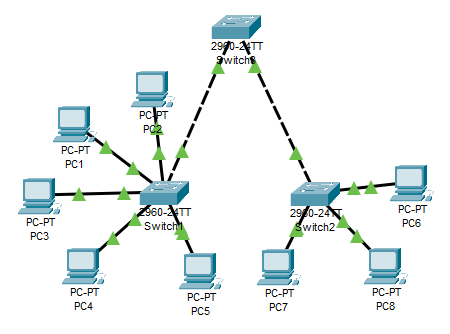 2960-24TT
Switch3
PC-PT
PC2
PC-PT
PC1
PC-PT
PC3
2960-24TT
Switch1
2960-24TT
Switch2
PC-PT
PC6
PC-PT
PC4
PC-PT
PC5
PC-PT
PC7
PC-PT
PC8